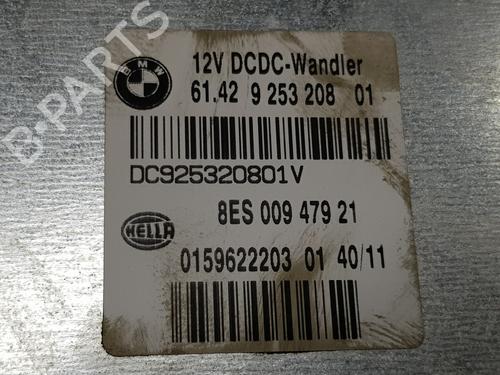 BMW
12V DCDC-Wandler
61.42 9 253 208 01
DC925320801V
HELLA
8ES 009 479 21
0159622203 01 40/11
B-PARTS